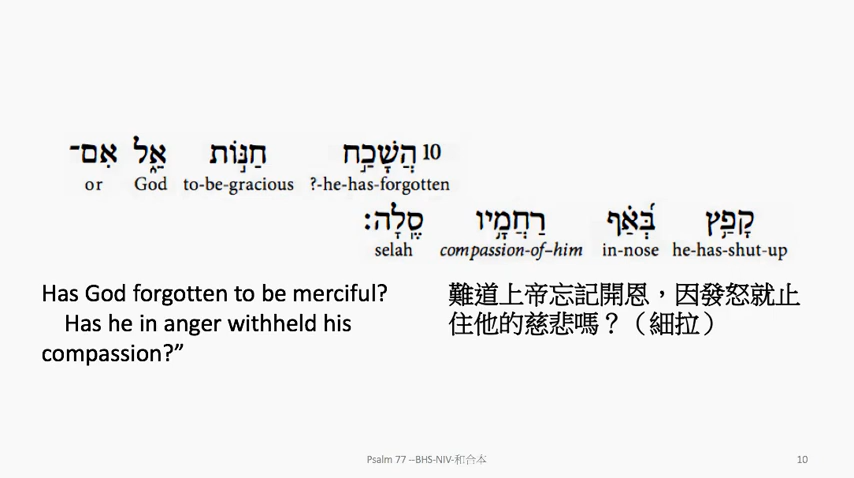 10 הֲשָׁכַ֣ח חַנּ֣וֹת אֵ֑ל אִם־
?-he-has-forgotten to-be-gracious God or
קָפַ֥ץ בְּ֝אַ֗ף רַחֲמָ֥יו סֶֽלָה׃
he-has-shut-up in-nose compassion-of–him selah
Has God forgotten to be merciful?
Has he in anger withheld his
compassion?”
難道上帝忘記開恩，因發怒就止
住他的慈悲嗎？（細拉）
Psalm 77 --BHS-NIV-和合本
10